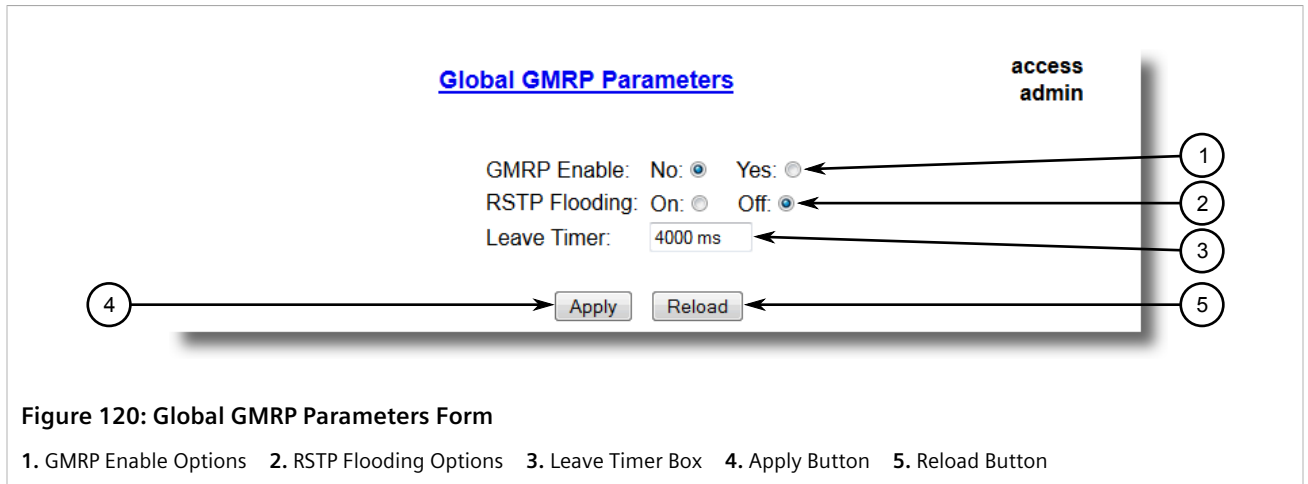 Global GMRP Parameters
access
admin
GMRP Enable: No: Yes:
1
RSTP Flooding: On: Off:
2
Leave Timer: 4000 ms
3
4
Apply Reload
5
Figure 120: Global GMRP Parameters Form
1. GMRP Enable Options 2. RSTP Flooding Options 3. Leave Timer Box 4. Apply Button 5. Reload Button